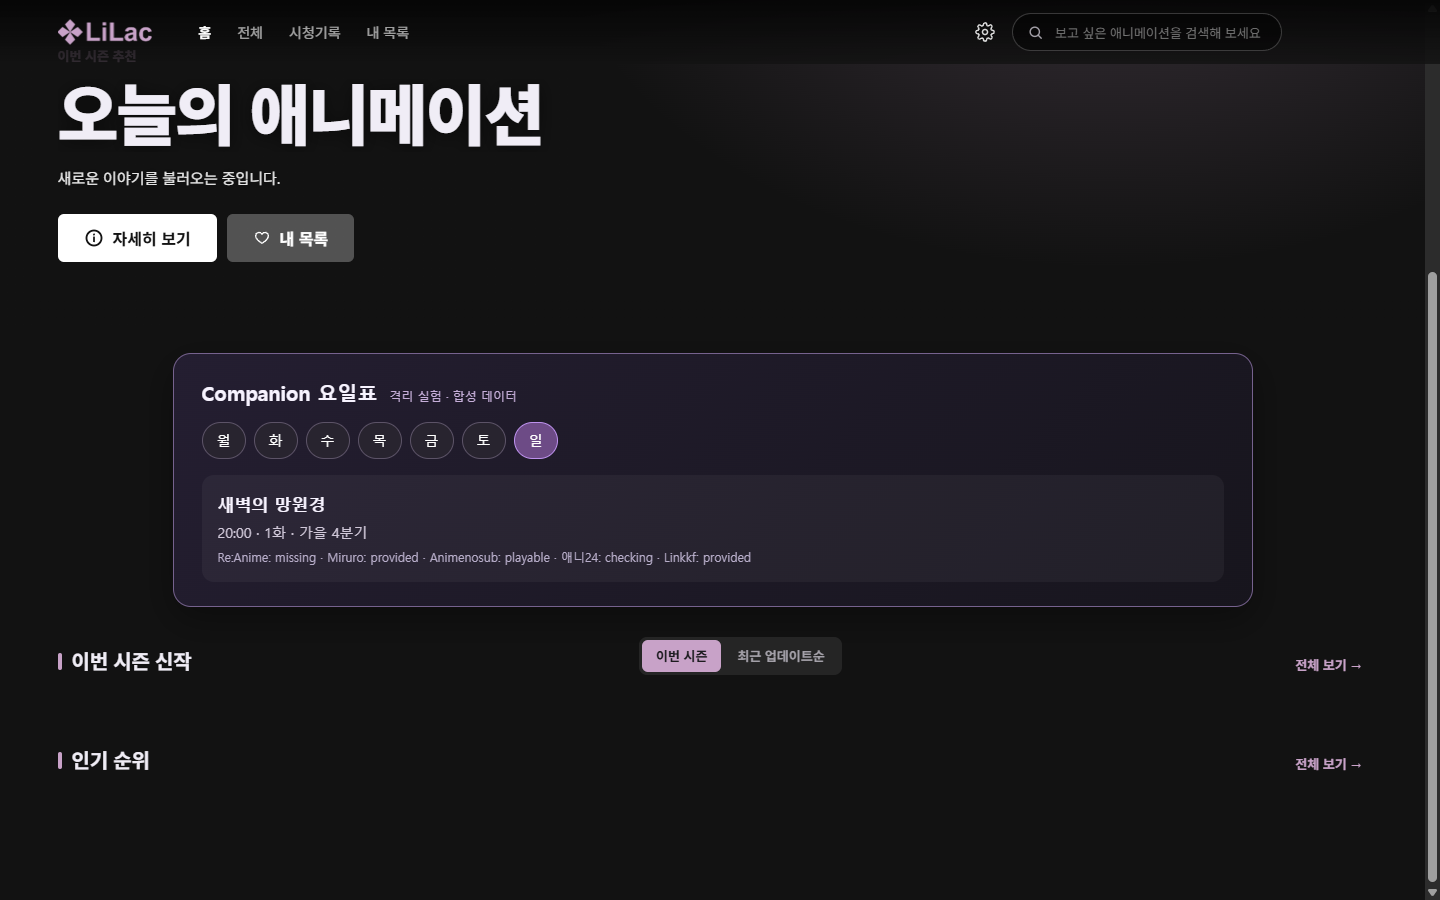 LiLac
홈 전체 시청기록 내 목록
보고 싶은 애니메이션을 검색해 보세요
이번 시즌 추천
오늘의 애니메이션
새로운 이야기를 불러오는 중입니다.
자세히 보기
내 목록
Companion 요일표 격리 실험 · 합성 데이터
월 화 수 목 금 토 일
새벽의 망원경
20:00 · 1화 · 가을 4분기
Re:Anime: missing · Miruro: provided · Animenosub: playable · 애니24: checking · Linkkf: provided
이번 시즌 신작
이번 시즌 최근 업데이트순
전체 보기 →
인기 순위
전체 보기 →